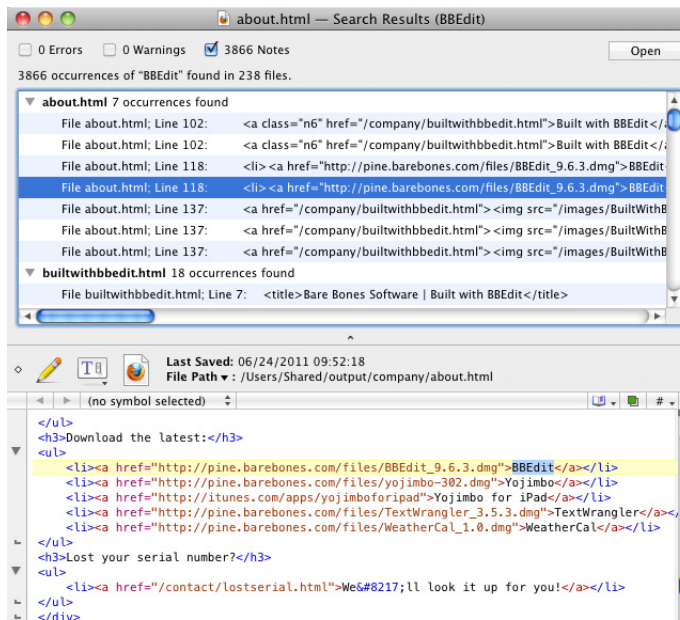 about.html — Search Results (BBEdit)
0 Errors 0 Warnings 3866 Notes Open
3866 occurrences of “BBEdit” found in 238 files.
about.html 7 occurrences found
File about.html; Line 102: <a class="n6" href="/company/builtwithbbedit.html">Built with BBEdit</
File about.html; Line 102: <a class="n6" href="/company/builtwithbbedit.html">Built with BBEdit</a
File about.html; Line 118: <li><a href="http://pine.barebones.com/files/BBEdit_9.6.3.dmg">BBEdit
File about.html; Line 118: <li><a href="http://pine.barebones.com/files/BBEdit_9.6.3.dmg">BBEdit
File about.html; Line 137: <a href="/company/builtwithbbedit.html"><img src="/images/BuiltWithB
File about.html; Line 137: <a href="/company/builtwithbbedit.html"><img src="/images/BuiltWithB
File about.html; Line 137: <a href="/company/builtwithbbedit.html"><img src="/images/BuiltWithB
builtwithbbedit.html 18 occurrences found
File builtwithbbedit.html; Line 7: <title>Bare Bones Software | Built with BBEdit</title>
Last Saved: 06/24/2011 09:52:18
File Path ▾ : /Users/Shared/output/company/about.html
(no symbol selected) #
</ul>
<h3>Download the latest:</h3>
<ul>
<li><a href="http://pine.barebones.com/files/BBEdit_9.6.3.dmg">BBEdit</a></li>
<li><a href="http://pine.barebones.com/files/yojimbo-302.dmg">Yojimbo</a></li>
<li><a href="http://itunes.com/apps/yojimboforipad">Yojimbo for iPad</a></li>
<li><a href="http://pine.barebones.com/files/TextWrangler_3.5.3.dmg">TextWrangler</a></
<li><a href="http://pine.barebones.com/files/WeatherCal_1.0.dmg">WeatherCal</a></li>
</ul>
<h3>Lost your serial number?</h3>
<ul>
<li><a href="/contact/lostserial.html">We&#8217;ll look it up for you!</a></li>
</ul>
</div>